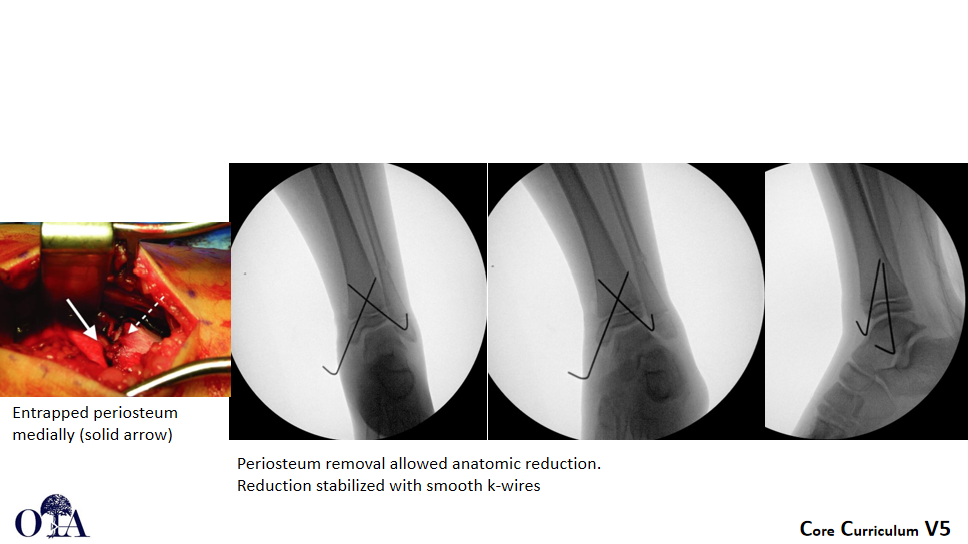 Entrapped periosteum
medially (solid arrow)
Periosteum removal allowed anatomic reduction.
Reduction stabilized with smooth k-wires
OTA
Core Curriculum V5